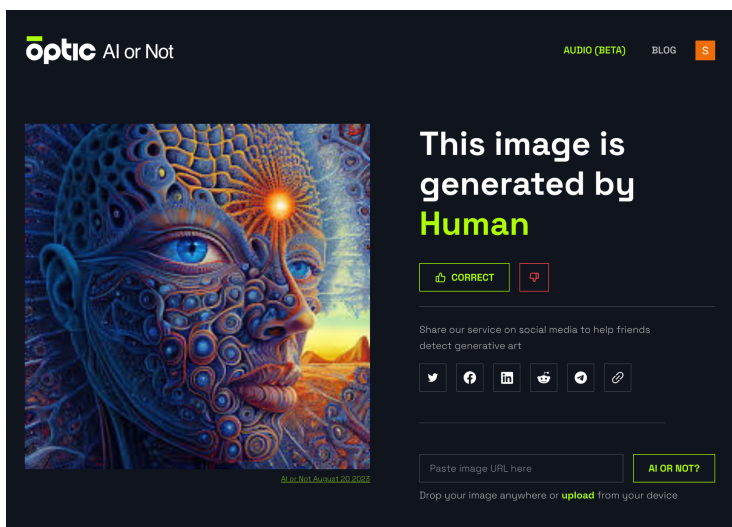 ōptic AI or Not
AUDIO (BETA) BLOG S
This image is
generated by
Human
CORRECT
Share our service on social media to help friends
detect generative art
AI or Not August 20 2023
Paste image URL here AI OR NOT?
Drop your image anywhere or upload from your device